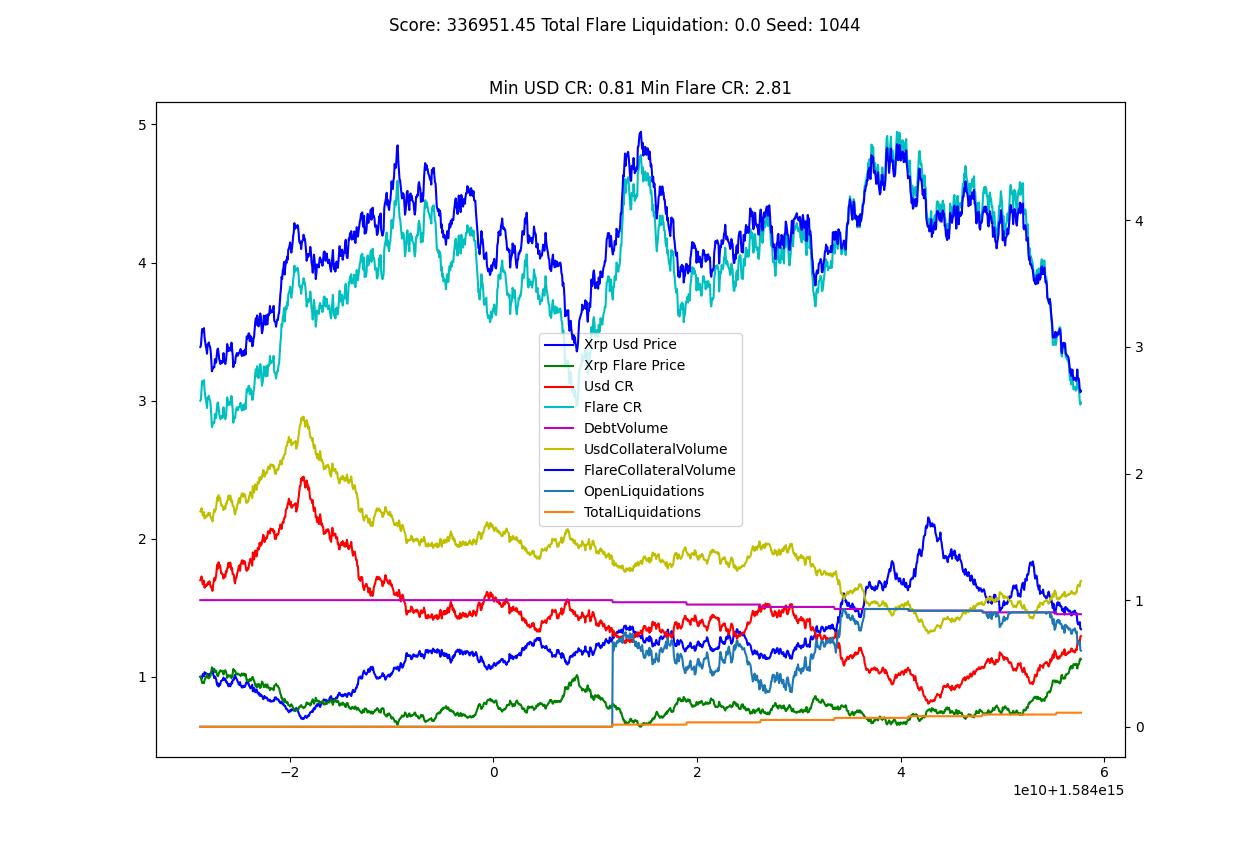 Score: 336951.45 Total Flare Liquidation: 0.0 Seed: 1044
Min USD CR: 0.81 Min Flare CR: 2.81
5
4
3
2
1
4
3
2
1
0
Xrp Usd Price
Xrp Flare Price
Usd CR
Flare CR
DebtVolume
UsdCollateralVolume
FlareCollateralVolume
OpenLiquidations
TotalLiquidations
−2 0 2 4 6
1e10+1.584e15